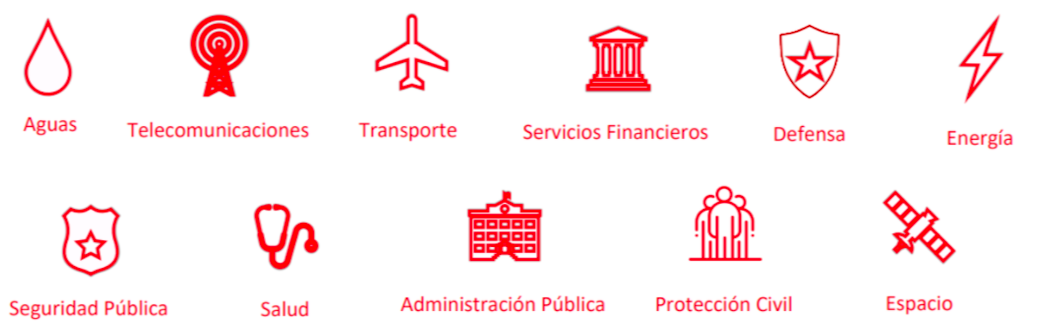 Aguas
Telecomunicaciones
Transporte
Servicios Financieros
Defensa
Energía
Seguridad Pública
Salud
Administración Pública
Protección Civil
Espacio